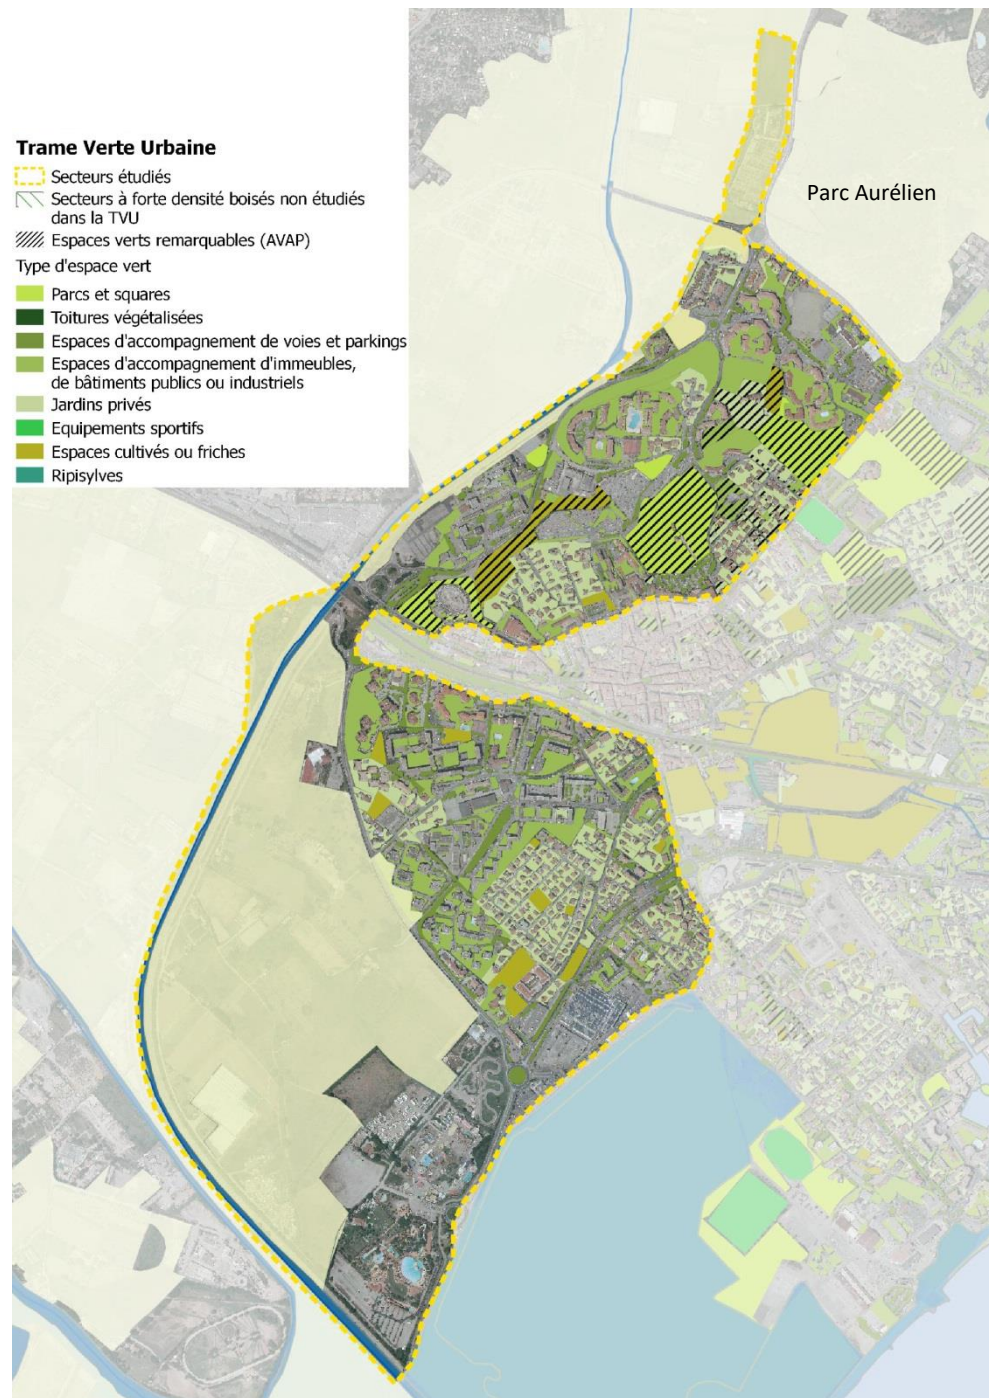 Trame Verte Urbaine
Secteurs étudiés
Secteurs à forte densité boisés non étudiés
dans la TVU
Espaces verts remarquables (AVAP)
Type d'espace vert
Parcs et squares
Toitures végétalisées
Espaces d'accompagnement de voies et parkings
Espaces d'accompagnement d'immeubles,
de bâtiments publics ou industriels
Jardins privés
Equipements sportifs
Espaces cultivés ou friches
Ripisylves
Parc Aurélien